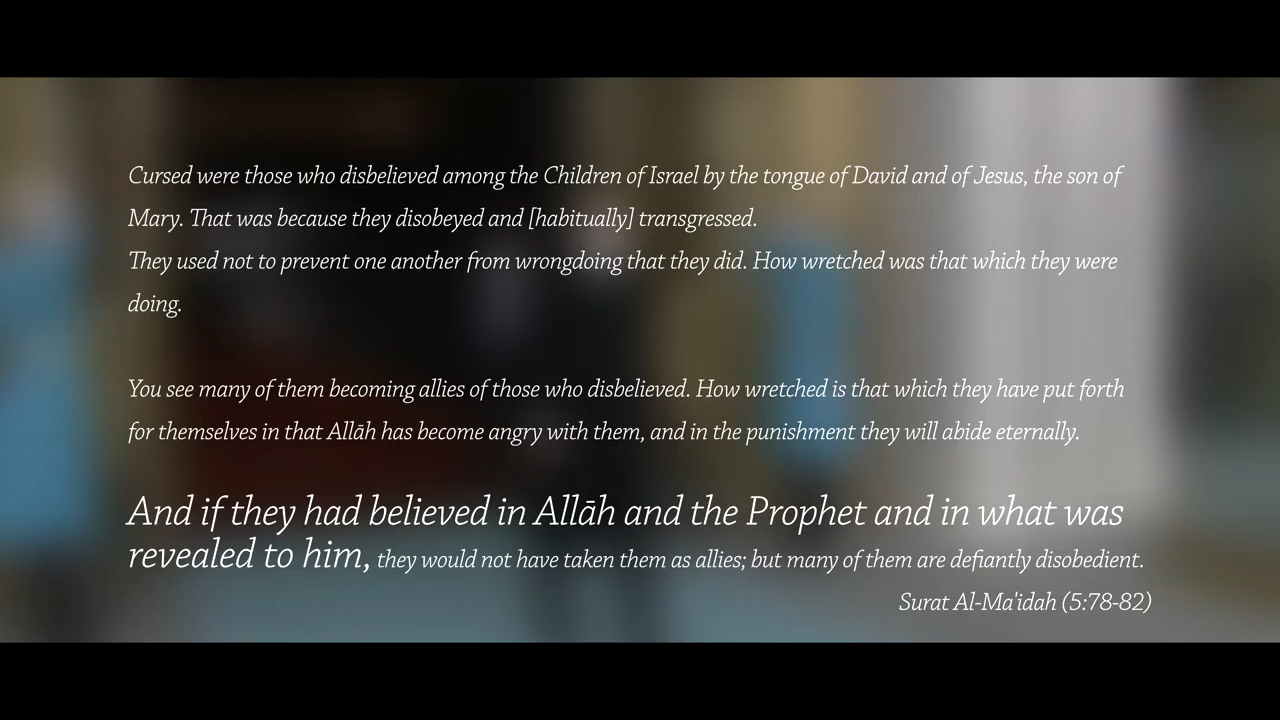 Cursed were those who disbelieved among the Children of Israel by the tongue of David and of Jesus, the son of
Mary. That was because they disobeyed and [habitually] transgressed.
They used not to prevent one another from wrongdoing that they did. How wretched was that which they were
doing.
You see many of them becoming allies of those who disbelieved. How wretched is that which they have put forth
for themselves in that Allāh has become angry with them, and in the punishment they will abide eternally.
And if they had believed in Allāh and the Prophet and in what was
revealed to him, they would not have taken them as allies; but many of them are defiantly disobedient.
Surat Al-Ma'idah (5:78-82)